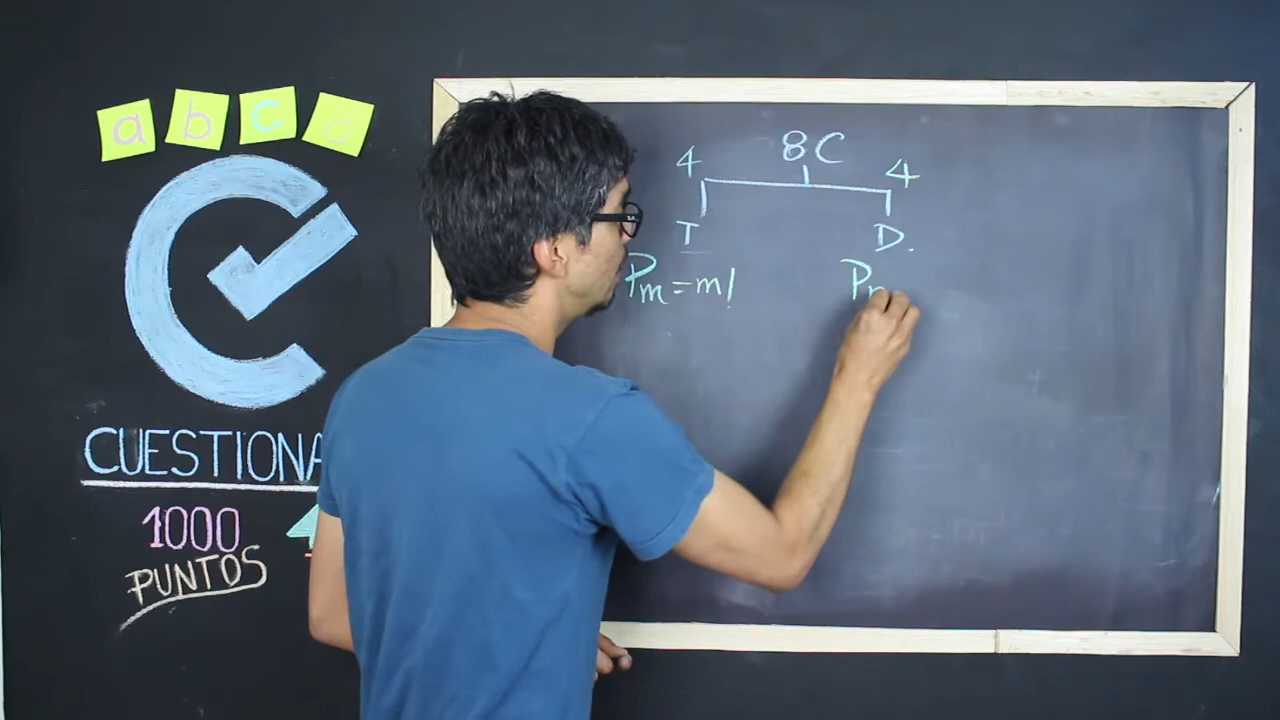 a b c d
8C
4 4
T D.
Pm = m!
CUESTIONA
1000
PUNTOS